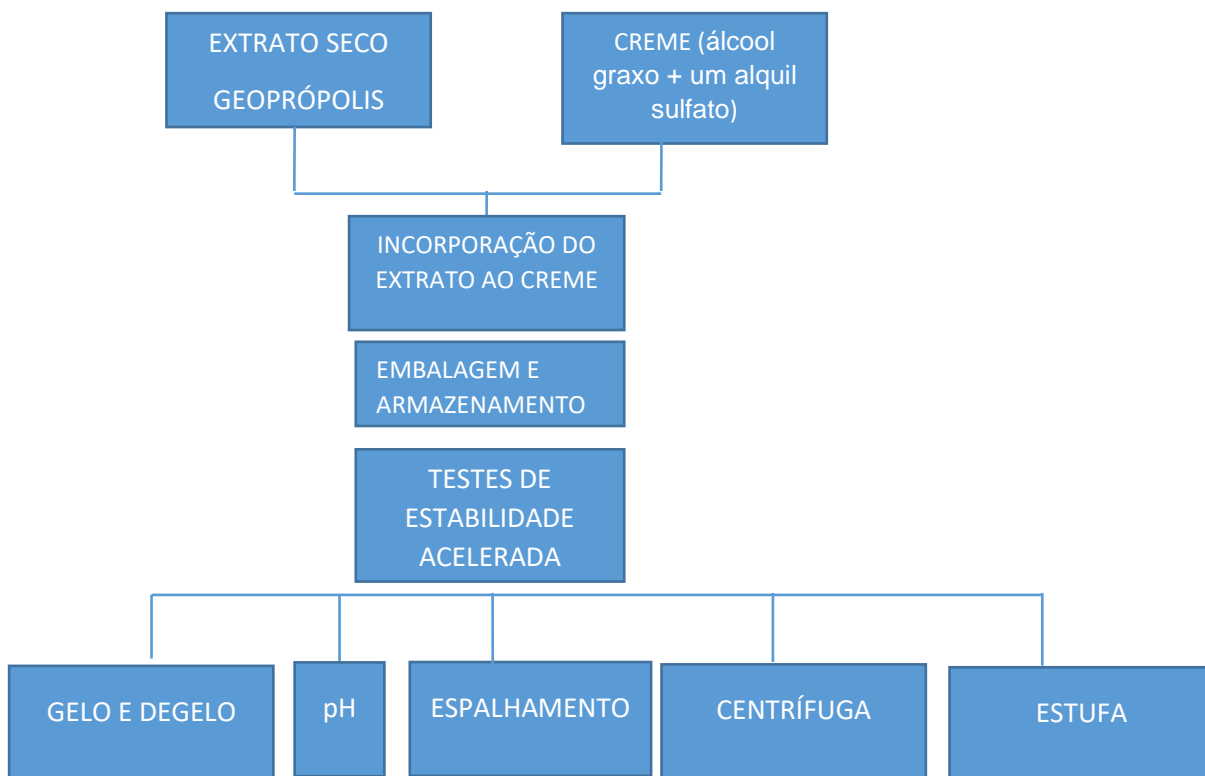 EXTRATO SECO
GEOPRÓPOLIS
CREME (álcool
graxo + um alquil
sulfato)
INCORPORAÇÃO DO
EXTRATO AO CREME
EMBALAGEM E
ARMAZENAMENTO
TESTES DE
ESTABILIDADE
ACELERADA
GELO E DEGELO
pH
ESPALHAMENTO
CENTRÍFUGA
ESTUFA